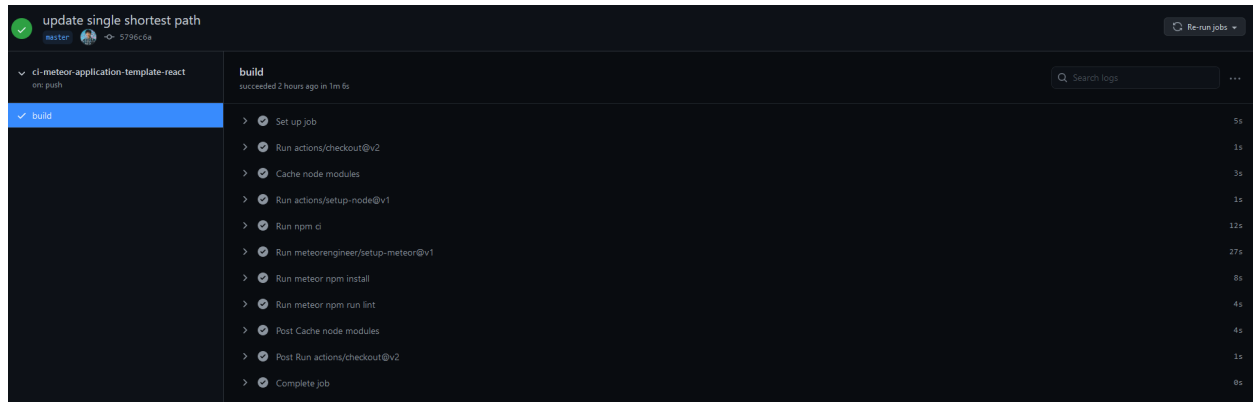 update single shortest path
master 5796c6a
Re-run jobs
ci-meteor-application-template-react
on: push
build
build
succeeded 2 hours ago in 1m 6s
Search logs
Set up job 5s
Run actions/checkout@v2 1s
Cache node modules 3s
Run actions/setup-node@v1 1s
Run npm ci 12s
Run meteorengineer/setup-meteor@v1 27s
Run meteor npm install 8s
Run meteor npm run lint 4s
Post Cache node modules 4s
Post Run actions/checkout@v2 1s
Complete job 0s